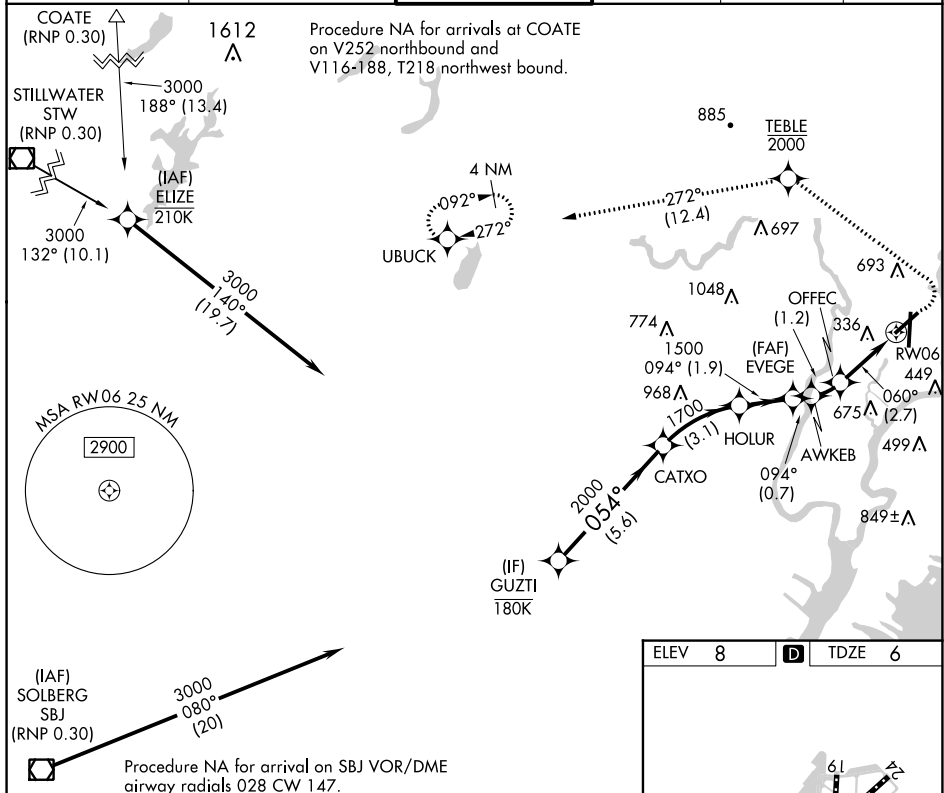 COATE
(RNP 0.30)
1612
Procedure NA for arrivals at COATE
on V252 northbound and
V116-188, T218 northwest bound.
3000
188° (13.4)
STILLWATER
STW
(RNP 0.30)
(IAF)
ELIZE
210K
3000
132° (10.1)
3000
140°
(19.7)
4 NM
092°
272°
UBUCK
885
TEBLE
2000
272°
(12.4)
697
693
1048
OFFEC
(1.2)
336
774
1500
094° (1.9)
(FAF)
EVEGE
RW06
449
968
060°
(2.7)
675
1700
(3.1)
HOLUR
AWKEB
499
CATXO
094°
(0.7)
849±
MSA RW06 25 NM
2900
2000
054°
(5.6)
(IF)
GUZTI
180K
(IAF)
SOLBERG
SBJ
(RNP 0.30)
3000
080°
(20)
Procedure NA for arrival on SBJ VOR/DME
airway radials 028 CW 147.
ELEV 8 D TDZE 6
19
24